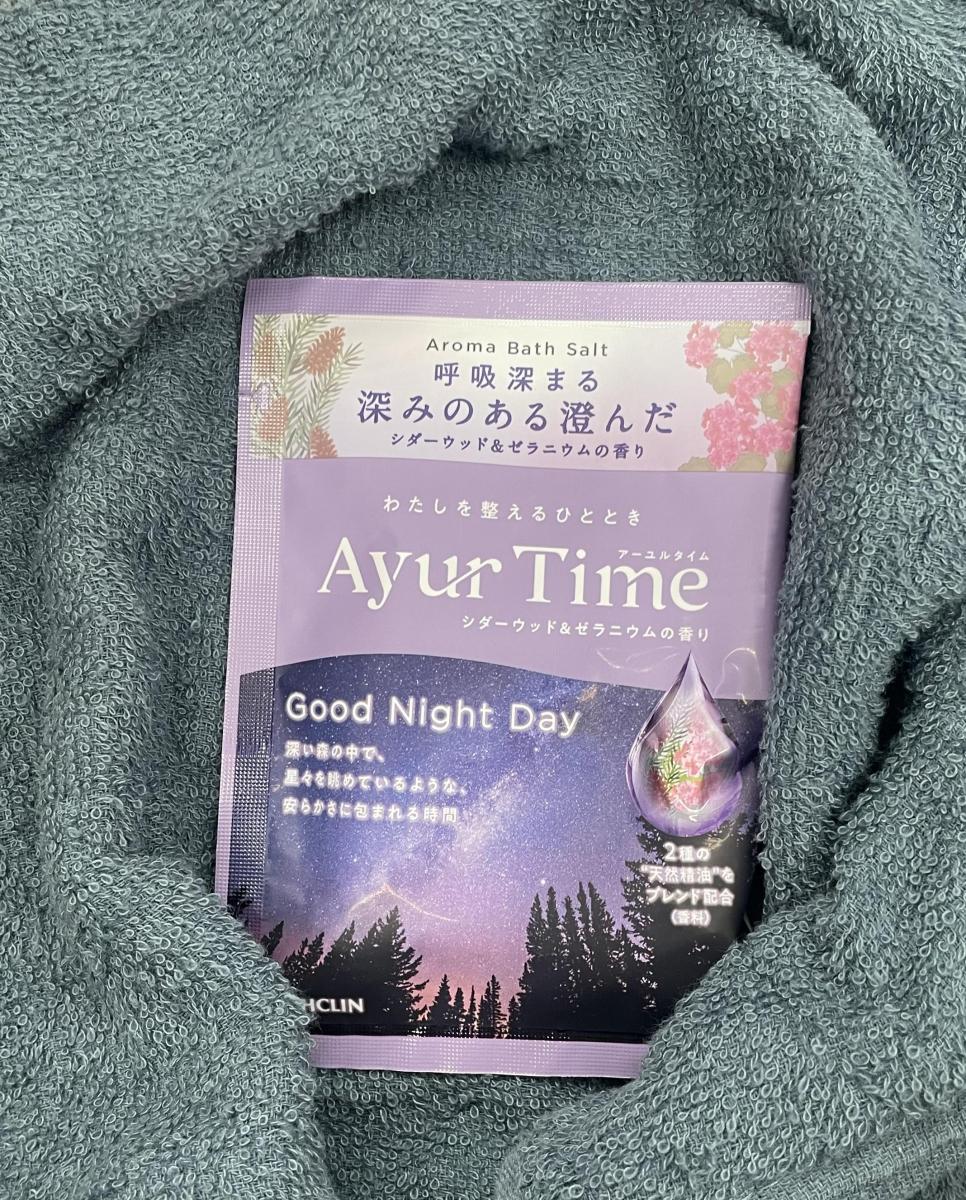 Aroma Bath Salt
呼吸深まる
深みのある澄んだ
シダーウッド&ゼラニウムの香り
わたしを整えるひととき
アーユルタイム
Ayur Time
シダーウッド&ゼラニウムの香り
Good Night Day
深い森の中で、
星々を眺めているような、
安らかさに包まれる時間
2種の
"天然精油"を
ブレンド配合
(香料)
HCLIN